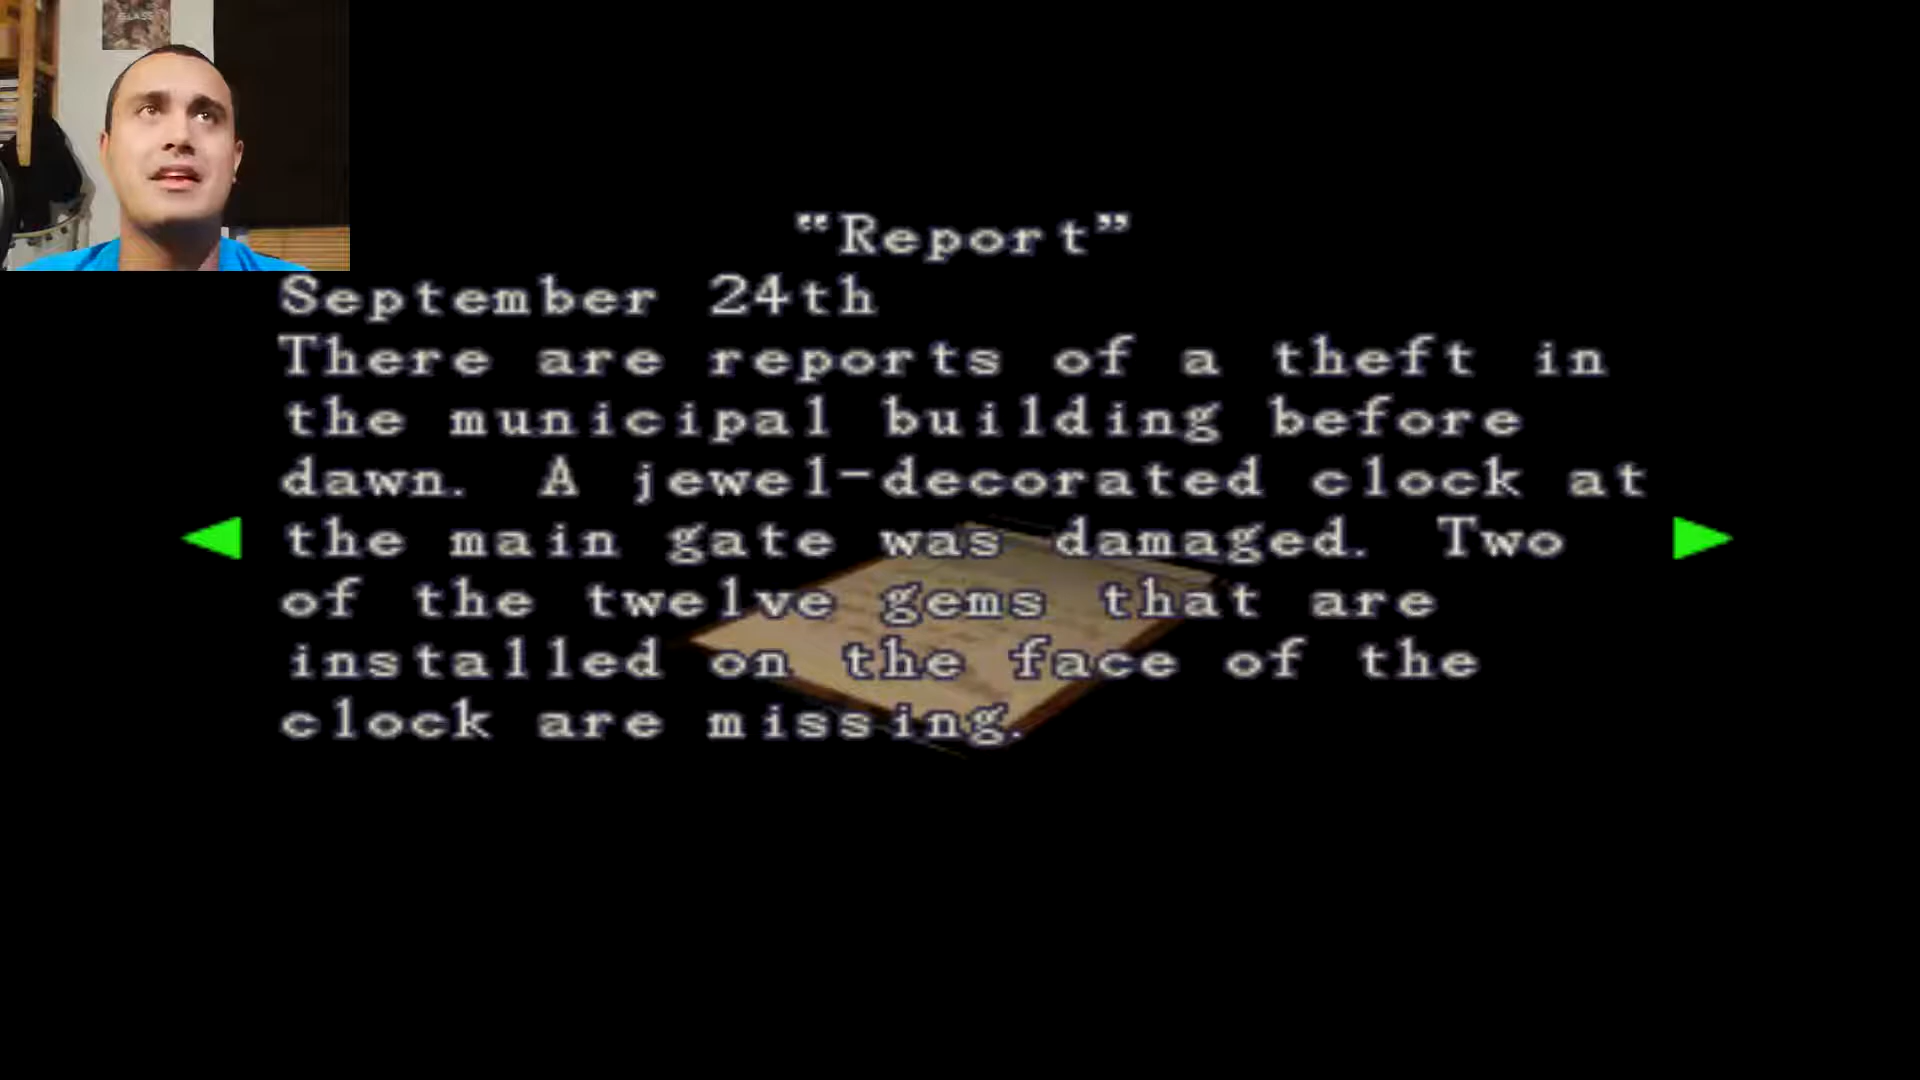 GLASS
“Report”
September 24th
There are reports of a theft in
the municipal building before
dawn. A jewel-decorated clock at
the main gate was damaged. Two
of the twelve gems that are
installed on the face of the
clock are missing.